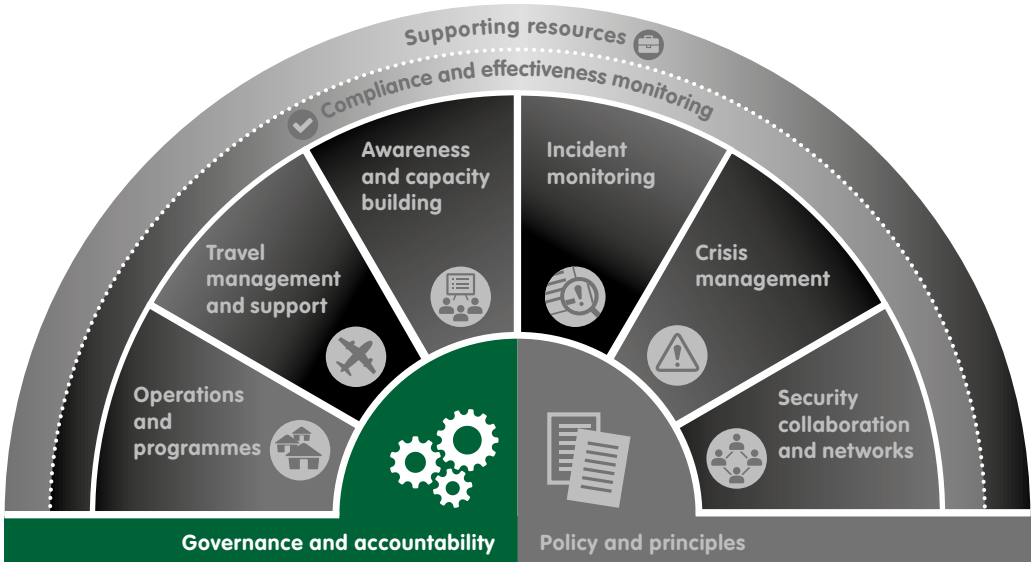 Supporting resources
Compliance and effectiveness monitoring
Awareness
and capacity
building
Incident
monitoring
Travel
management
and support
Crisis
management
Operations
and
programmes
Security
collaboration
and networks
Governance and accountability
Policy and principles